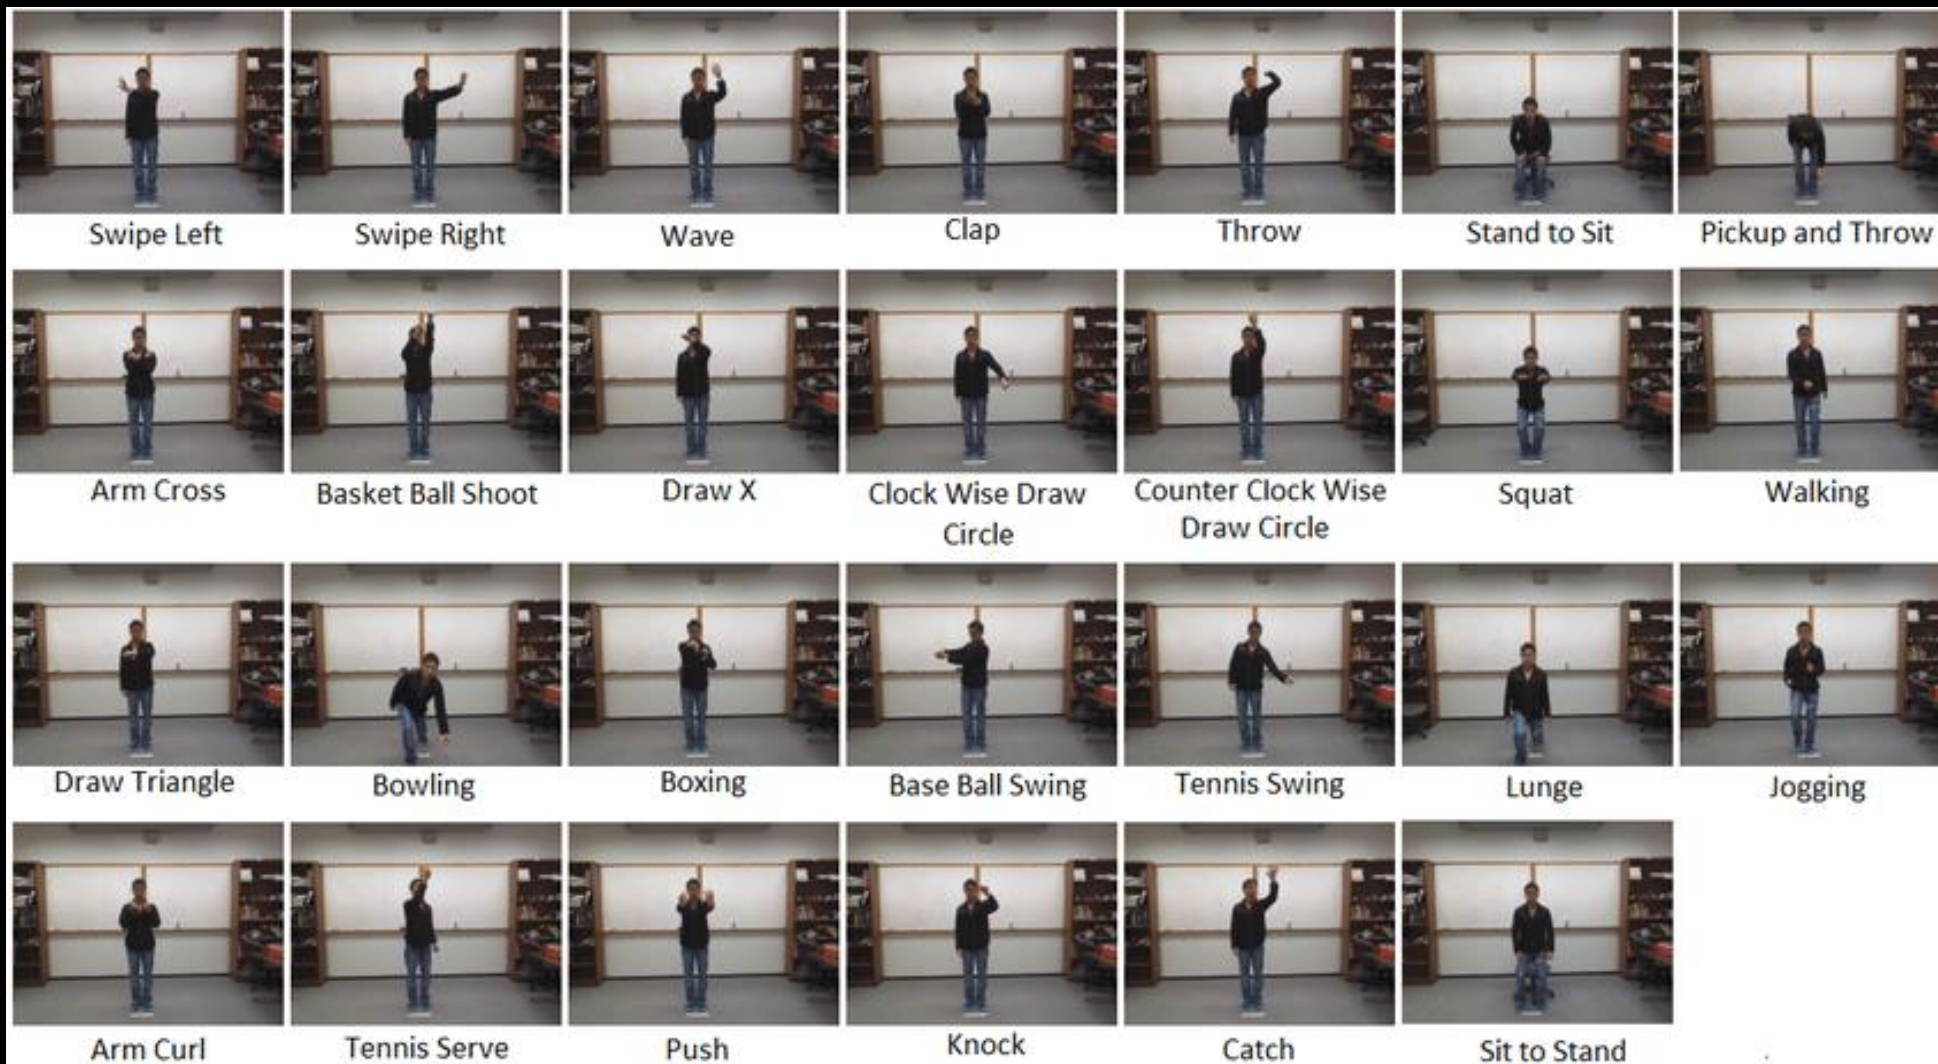 Swipe Left
Swipe Right
Wave
Clap
Throw
Stand to Sit
Pickup and Throw
Arm Cross
Basket Ball Shoot
Draw X
Clock Wise Draw
Circle
Counter Clock Wise
Draw Circle
Squat
Walking
Draw Triangle
Bowling
Boxing
Base Ball Swing
Tennis Swing
Lunge
Jogging
Arm Curl
Tennis Serve
Push
Knock
Catch
Sit to Stand